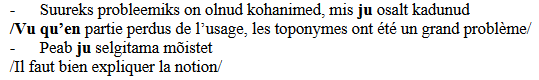 - Suureks probleemiks on olnud kohanimed, mis ju osalt kadunud
/Vu qu’en partie perdus de l’usage, les toponymes ont été un grand problème/
- Peab ju selgitama mõistet
/Il faut bien expliquer la notion/